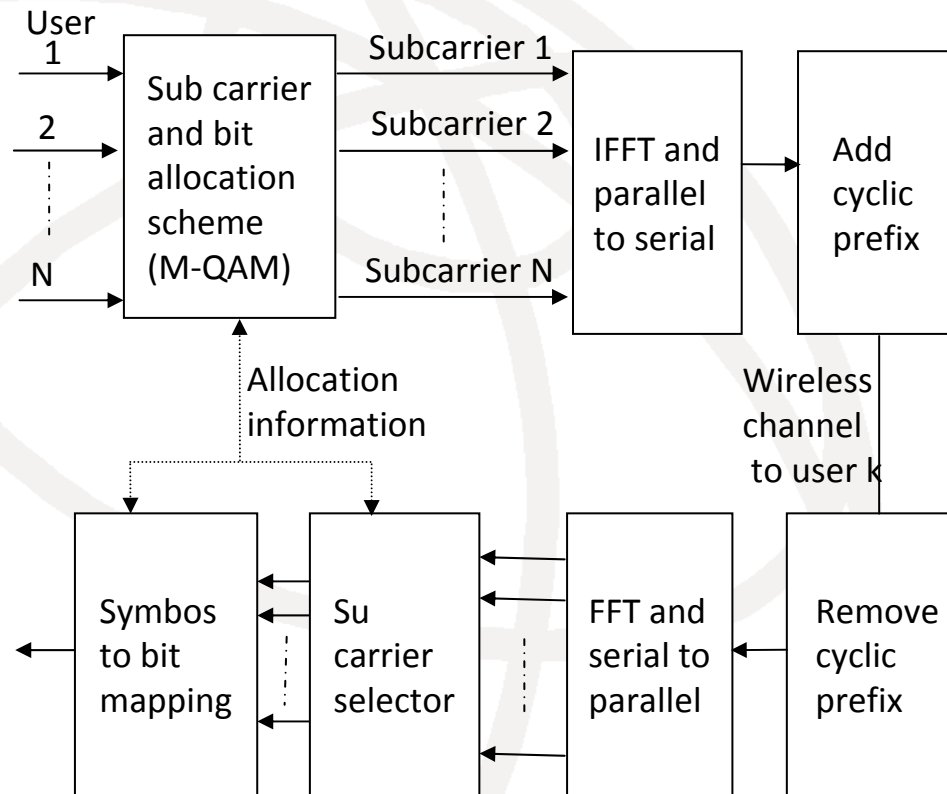 User
1
2
N
Sub carrier
and bit
allocation
scheme
(M-QAM)
Subcarrier 1
Subcarrier 2
Subcarrier N
IFFT and
parallel
to serial
Add
cyclic
prefix
Allocation
information
Wireless
channel
to user k
Symbos
to bit
mapping
Su
carrier
selector
FFT and
serial to
parallel
Remove
cyclic
prefix